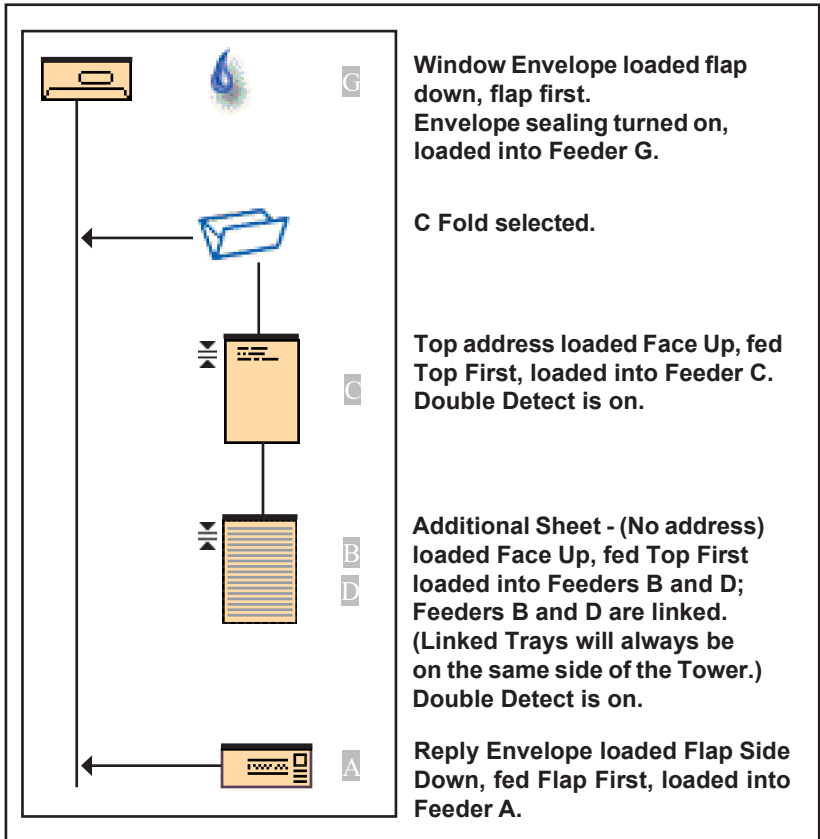 G
Window Envelope loaded flap
down, flap first.
Envelope sealing turned on,
loaded into Feeder G.
C Fold selected.
C
Top address loaded Face Up, fed
Top First, loaded into Feeder C.
Double Detect is on.
B
D
Additional Sheet - (No address)
loaded Face Up, fed Top First
loaded into Feeders B and D;
Feeders B and D are linked.
(Linked Trays will always be
on the same side of the Tower.)
Double Detect is on.
A
Reply Envelope loaded Flap Side
Down, fed Flap First, loaded into
Feeder A.